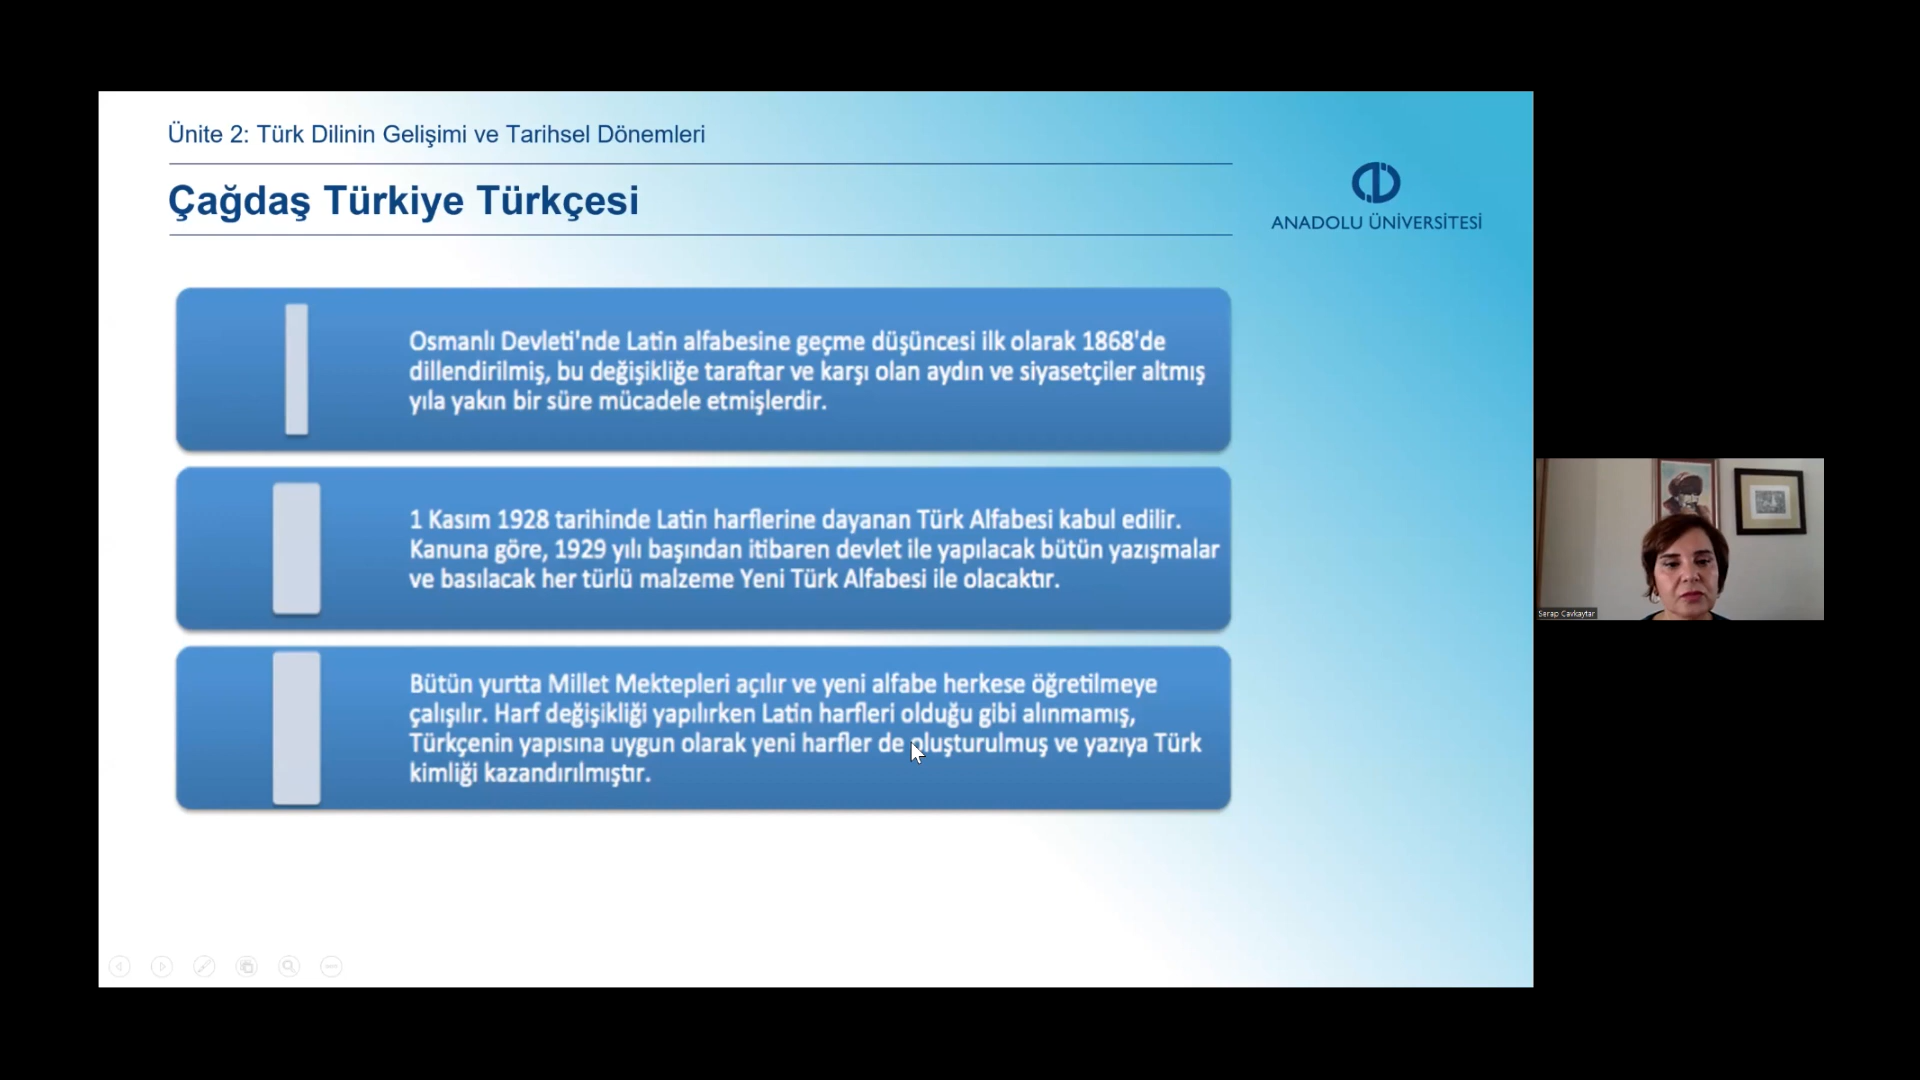 Ünite 2: Türk Dilinin Gelişimi ve Tarihsel Dönemleri
Çağdaş Türkiye Türkçesi
ANADOLU ÜNİVERSİTESİ
Osmanlı Devleti'nde Latin alfabesine geçme düşüncesi ilk olarak 1868'de
dillendirilmiş, bu değişikliğe taraftar ve karşı olan aydın ve siyasetçiler altmış
yıla yakın bir süre mücadele etmişlerdir.
1 Kasım 1928 tarihinde Latin harflerine dayanan Türk Alfabesi kabul edilir.
Kanuna göre, 1929 yılı başından itibaren devlet ile yapılacak bütün yazışmalar
ve basılacak her türlü malzeme Yeni Türk Alfabesi ile olacaktır.
Bütün yurtta Millet Mektepleri açılır ve yeni alfabe herkese öğretilmeye
çalışılır. Harf değişikliği yapılırken Latin harfleri olduğu gibi alınmamış,
Türkçenin yapısına uygun olarak yeni harfler de oluşturulmuş ve yazıya Türk
kimliği kazandırılmıştır.
Serap Cavkaytar